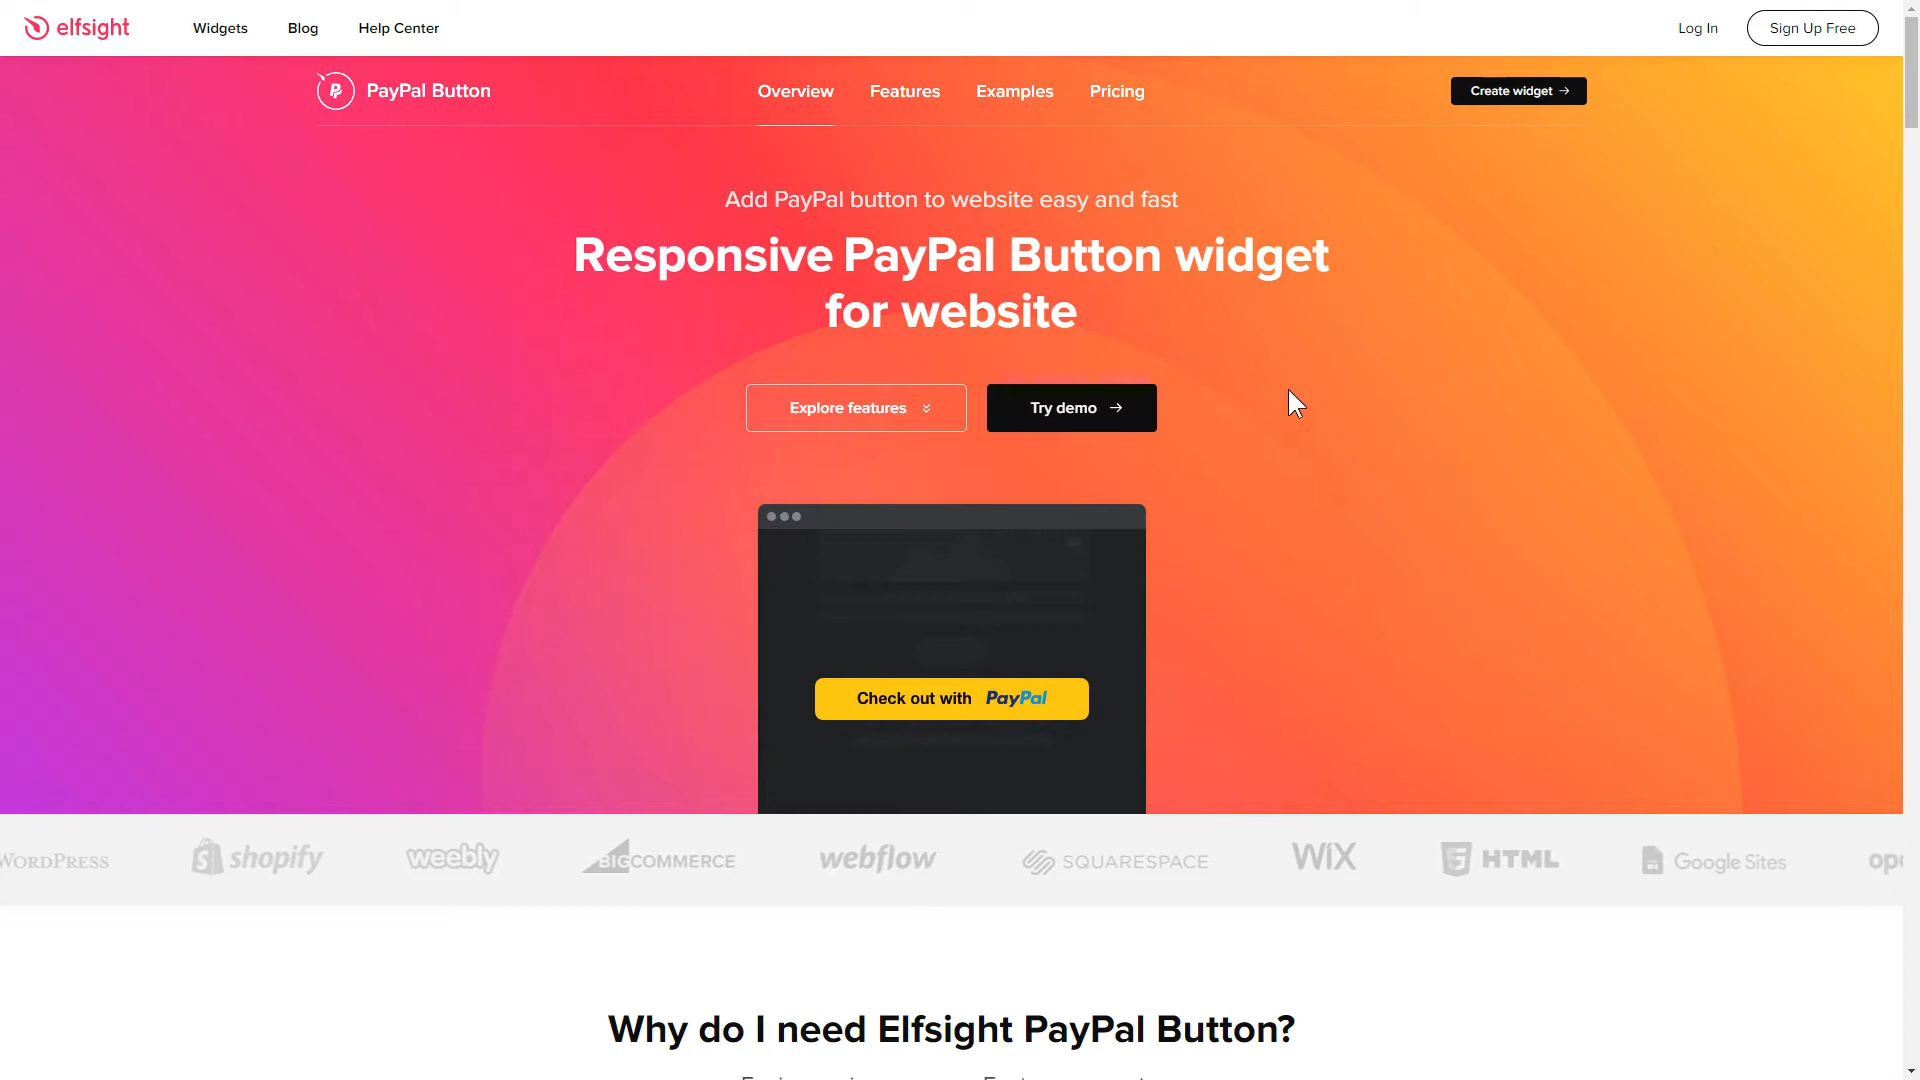 elfsight
Widgets
Blog
Help Center
Log In
Sign Up Free
PayPal Button
Overview
Features
Examples
Pricing
Create widget
Add PayPal button to website easy and fast
Responsive PayPal Button widget
for website
Explore features
Try demo
Check out with PayPal
WORDPRESS
shopify
weebly
BIGCOMMERCE
webflow
SQUARESPACE
WiX
HTML
Google Sites
Why do I need Elfsight PayPal Button?